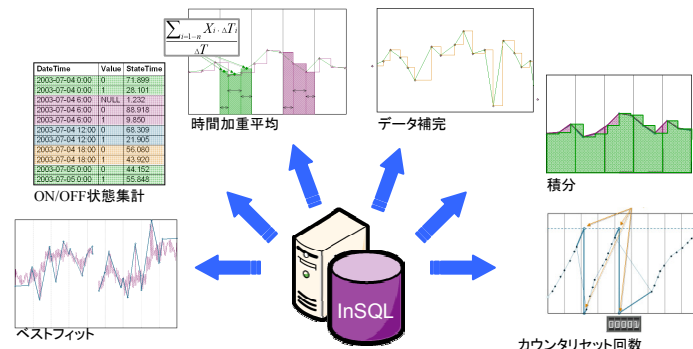 ∑i=1-n Xi · ΔTi
ΔT
DateTime Value StateTime
2003-07-04 0:00 0 71.899
2003-07-04 0:00 1 28.101
2003-07-04 6:00 NULL 1.232
2003-07-04 6:00 0 88.918
2003-07-04 6:00 1 9.850
2003-07-04 12:00 0 68.309
2003-07-04 12:00 1 21.905
2003-07-04 18:00 0 56.080
2003-07-04 18:00 1 43.920
2003-07-05 0:00 0 44.152
2003-07-05 0:00 1 55.848
ON/OFF状態集計
時間加重平均
データ補完
積分
ベストフィット
InSQL
カウンタリセット回数